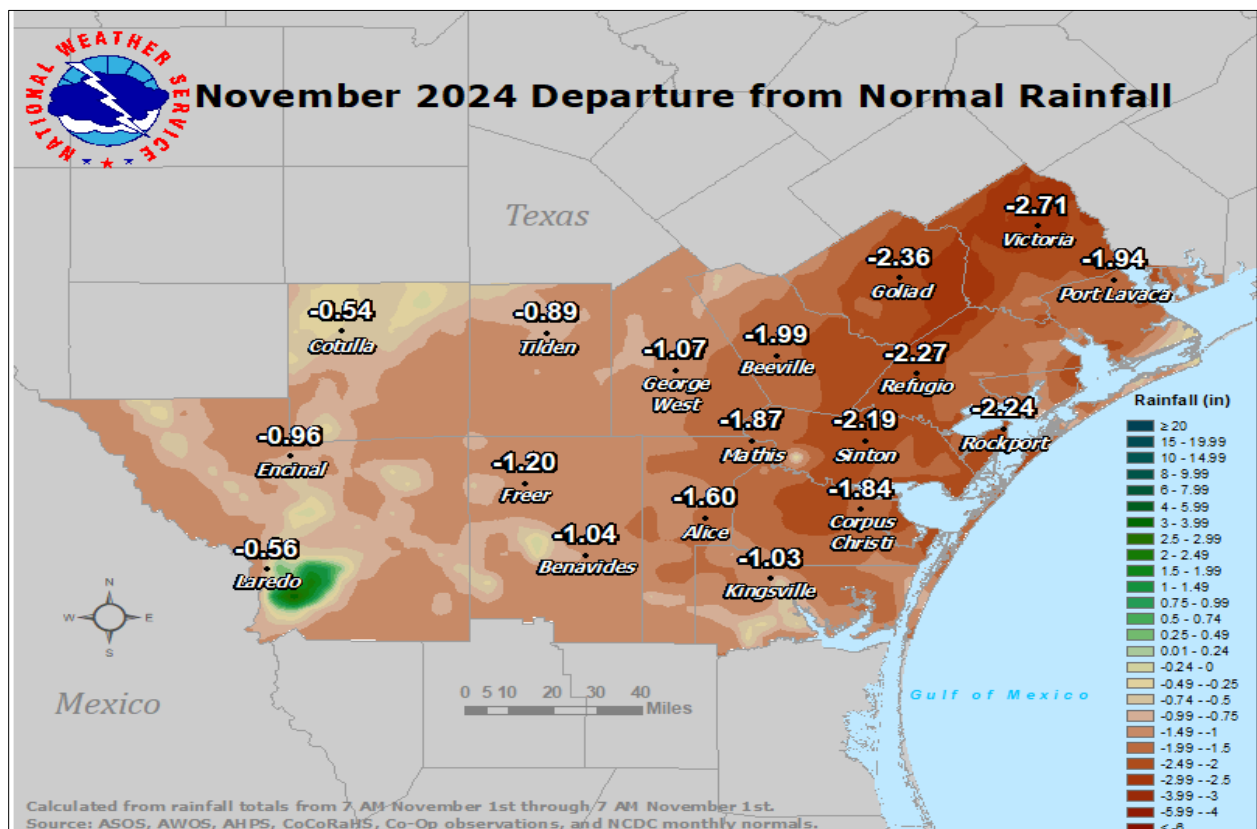 NATIONAL WEATHER SERVICE
November 2024 Departure from Normal Rainfall
Texas
-2.71
Victoria
-2.36
Goliad
-1.94
Port Lavaca
-0.54
Cotulla
-0.89
Tilden
-1.99
Beeville
-1.07
George
West
-2.27
Refugio
-2.24
Rockport
-1.87
Mathis
-2.19
Sinton
-0.96
Encinal
-1.20
Freer
-1.60
Alice
-1.84
Corpus
Christi
-1.04
Benavides
-1.03
Kingsville
-0.56
Laredo
N
W
E
S
Mexico
0 5 10 20 30 40
Miles
Gulf of Mexico
Rainfall (in)
≥ 20
15 - 19.99
10 - 14.99
8 - 9.99
6 - 7.99
4 - 5.99
3 - 3.99
2.5 - 2.99
2 - 2.49
1.5 - 1.99
1 - 1.49
0.75 - 0.99
0.5 - 0.74
0.25 - 0.49
0.01 - 0.24
-0.24 - 0
-0.49 - -0.25
-0.74 - -0.5
-0.99 - -0.75
-1.49 - -1
-1.99 - -1.5
-2.49 - -2
-2.99 - -2.5
-3.99 - -3
-5.99 - -4
Calculated from rainfall totals from 7 AM November 1st through 7 AM November 1st.
Source: ASOS, AWOS, AHPS, CoCoRaHS, Co-Op observations, and NCDC monthly normals.